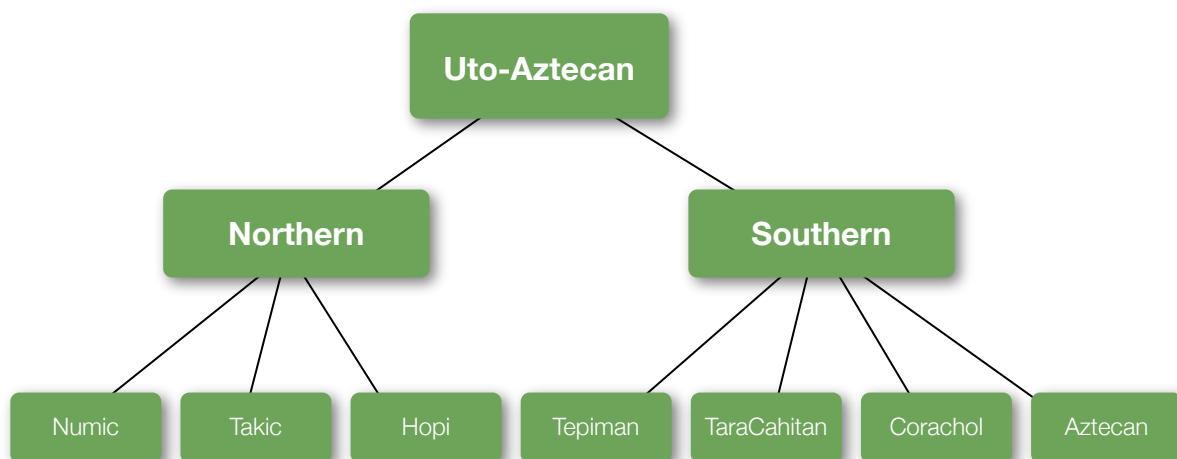 Uto-Aztecan
Northern
Southern
Numic
Takic
Hopi
Tepiman
TaraCahitan
Corachol
Aztecan